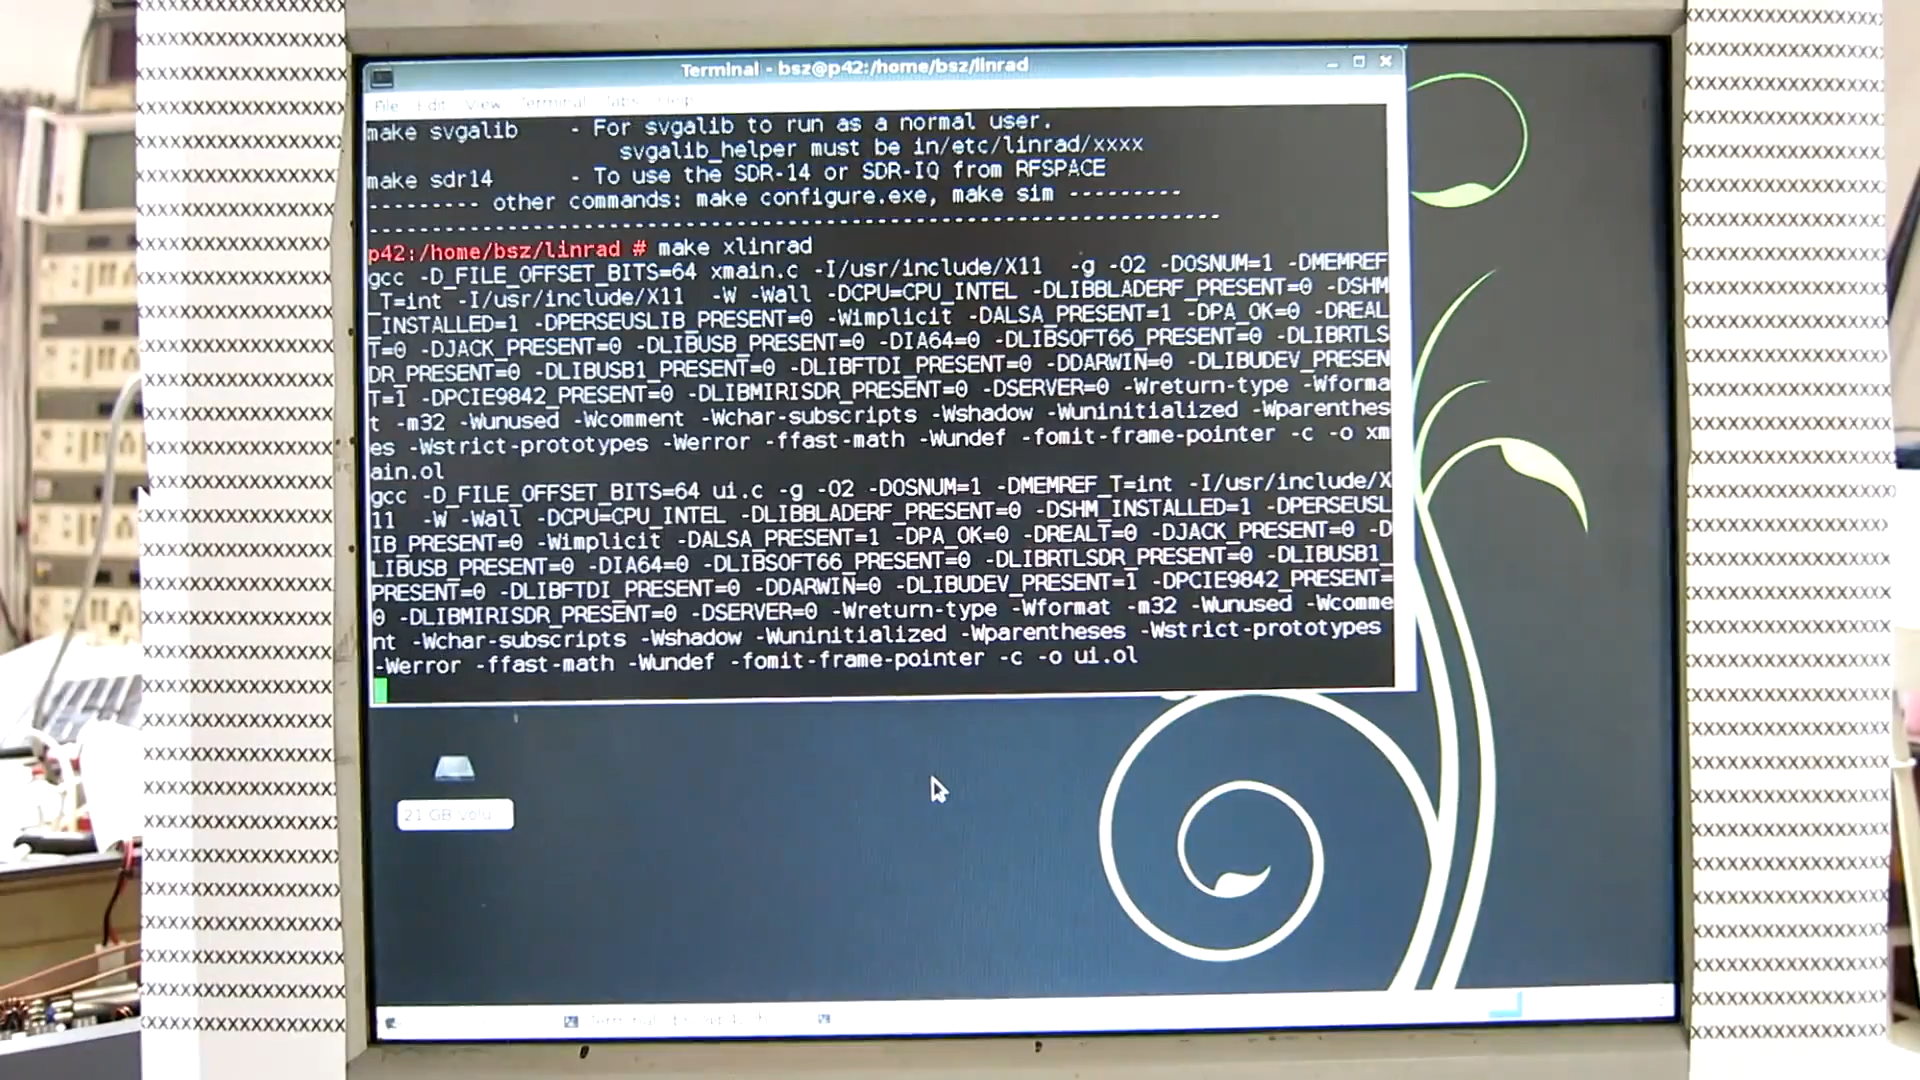 Terminal - bsz@p42:/home/bsz/linrad
File Edit View Terminal Tabs Help
make svgalib - For svgalib to run as a normal user.
svgalib_helper must be in/etc/linrad/xxxx
make sdr14 - To use the SDR-14 or SDR-IQ from RFSPACE
--------- other commands: make configure.exe, make sim ---------
------------------------------------------------------------------
p42:/home/bsz/linrad # make xlinrad
gcc -D_FILE_OFFSET_BITS=64 xmain.c -I/usr/include/X11 -g -O2 -DOSNUM=1 -DMEMREF
_T=int -I/usr/include/X11 -W -Wall -DCPU=CPU_INTEL -DLIBBLADERF_PRESENT=0 -DSHM
_INSTALLED=1 -DPERSEUSLIB_PRESENT=0 -Wimplicit -DALSA_PRESENT=1 -DPA_OK=0 -DREAL
T=0 -DJACK_PRESENT=0 -DLIBUSB_PRESENT=0 -DIA64=0 -DLIBSOFT66_PRESENT=0 -DLIBRTLS
DR_PRESENT=0 -DLIBUSB1_PRESENT=0 -DLIBFTDI_PRESENT=0 -DDARWIN=0 -DLIBUDEV_PRESEN
T=1 -DPCIE9842_PRESENT=0 -DLIBMIRISDR_PRESENT=0 -DSERVER=0 -Wreturn-type -Wforma
t -m32 -Wunused -Wcomment -Wchar-subscripts -Wshadow -Wuninitialized -Wparenthes
es -Wstrict-prototypes -Werror -ffast-math -Wundef -fomit-frame-pointer -c -o xm
ain.ol
gcc -D_FILE_OFFSET_BITS=64 ui.c -g -O2 -DOSNUM=1 -DMEMREF_T=int -I/usr/include/X
11 -W -Wall -DCPU=CPU_INTEL -DLIBBLADERF_PRESENT=0 -DSHM_INSTALLED=1 -DPERSEUSL
IB_PRESENT=0 -Wimplicit -DALSA_PRESENT=1 -DPA_OK=0 -DREALT=0 -DJACK_PRESENT=0 -D
LIBUSB_PRESENT=0 -DIA64=0 -DLIBSOFT66_PRESENT=0 -DLIBRTLSDR_PRESENT=0 -DLIBUSB1_
PRESENT=0 -DLIBFTDI_PRESENT=0 -DDARWIN=0 -DLIBUDEV_PRESENT=1 -DPCIE9842_PRESENT=
0 -DLIBMIRISDR_PRESENT=0 -DSERVER=0 -Wreturn-type -Wformat -m32 -Wunused -Wcomme
nt -Wchar-subscripts -Wshadow -Wuninitialized -Wparentheses -Wstrict-prototypes
-Werror -ffast-math -Wundef -fomit-frame-pointer -c -o ui.ol
21 GB Volu...